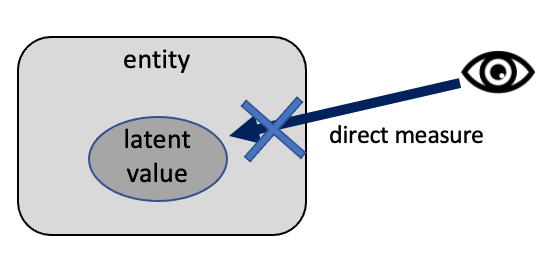 entity
latent
value
direct measure